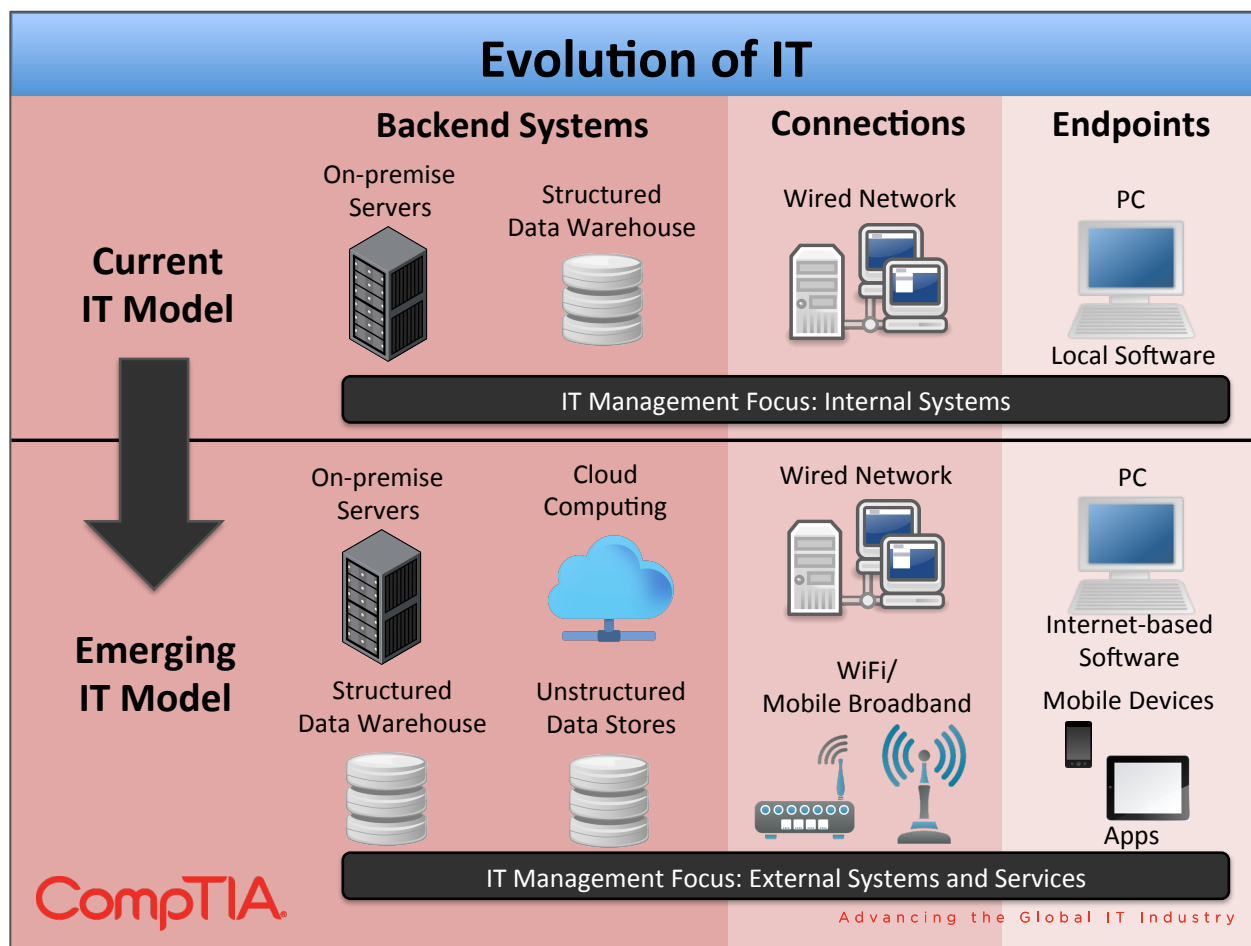 Evolution of IT
Backend Systems
Connections
Endpoints
Current
IT Model
On-premise
Servers
Structured
Data Warehouse
Wired Network
PC
Local Software
IT Management Focus: Internal Systems
Emerging
IT Model
On-premise
Servers
Cloud
Computing
Wired Network
PC
Internet-based
Software
Structured
Data Warehouse
Unstructured
Data Stores
WiFi/
Mobile Broadband
Mobile Devices
Apps
IT Management Focus: External Systems and Services
CompTIA.
Advancing the Global IT Industry